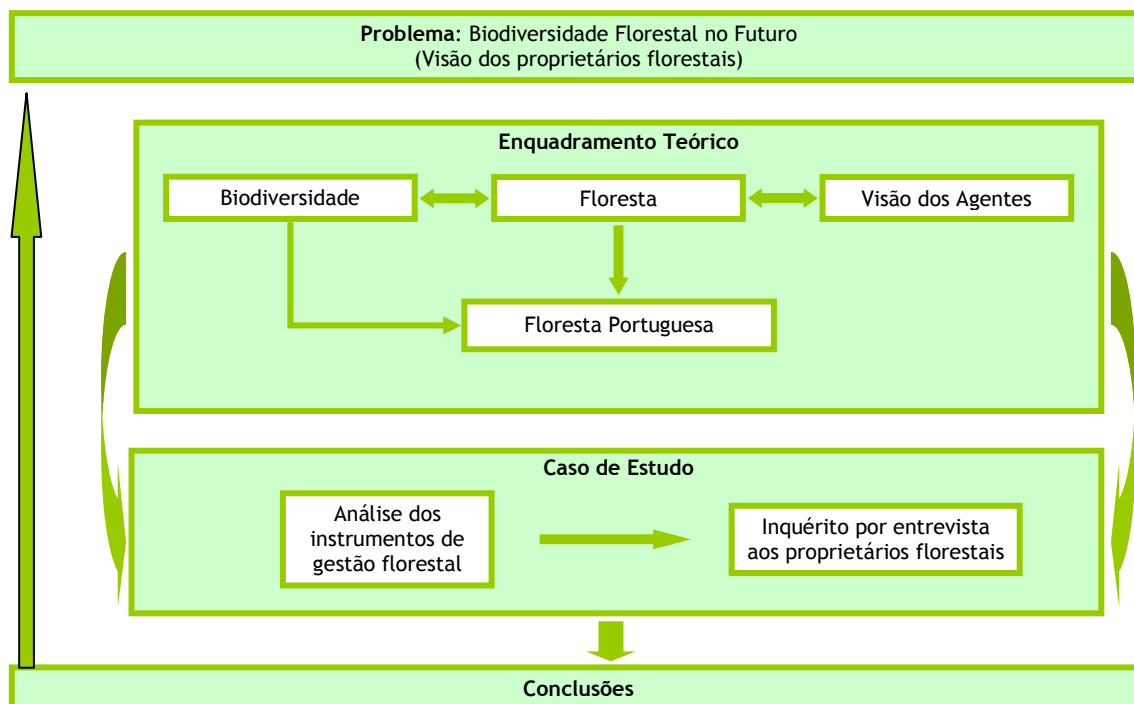 Problema: Biodiversidade Florestal no Futuro
(Visão dos proprietários florestais)
Enquadramento Teórico
Biodiversidade
Floresta
Visão dos Agentes
Floresta Portuguesa
Caso de Estudo
Análise dos
instrumentos de
gestão florestal
Inquérito por entrevista
aos proprietários florestais
Conclusões